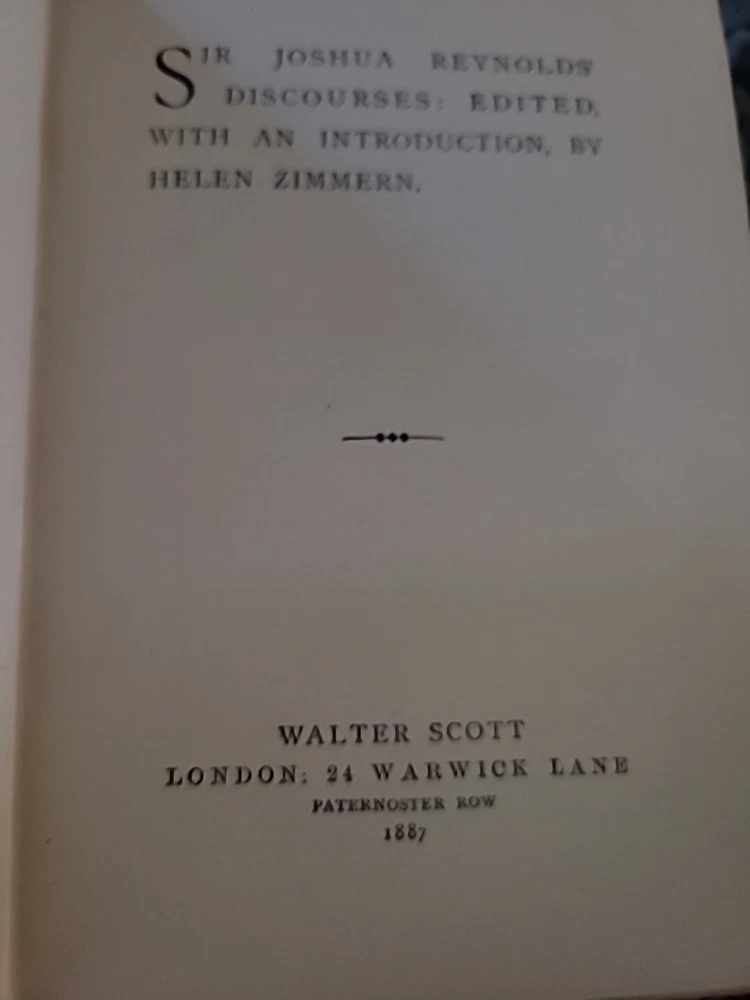 SIR JOSHUA REYNOLDS'
DISCOURSES: EDITED,
WITH AN INTRODUCTION, BY
HELEN ZIMMERN.
WALTER SCOTT
LONDON: 24 WARWICK LANE
PATERNOSTER ROW
1887